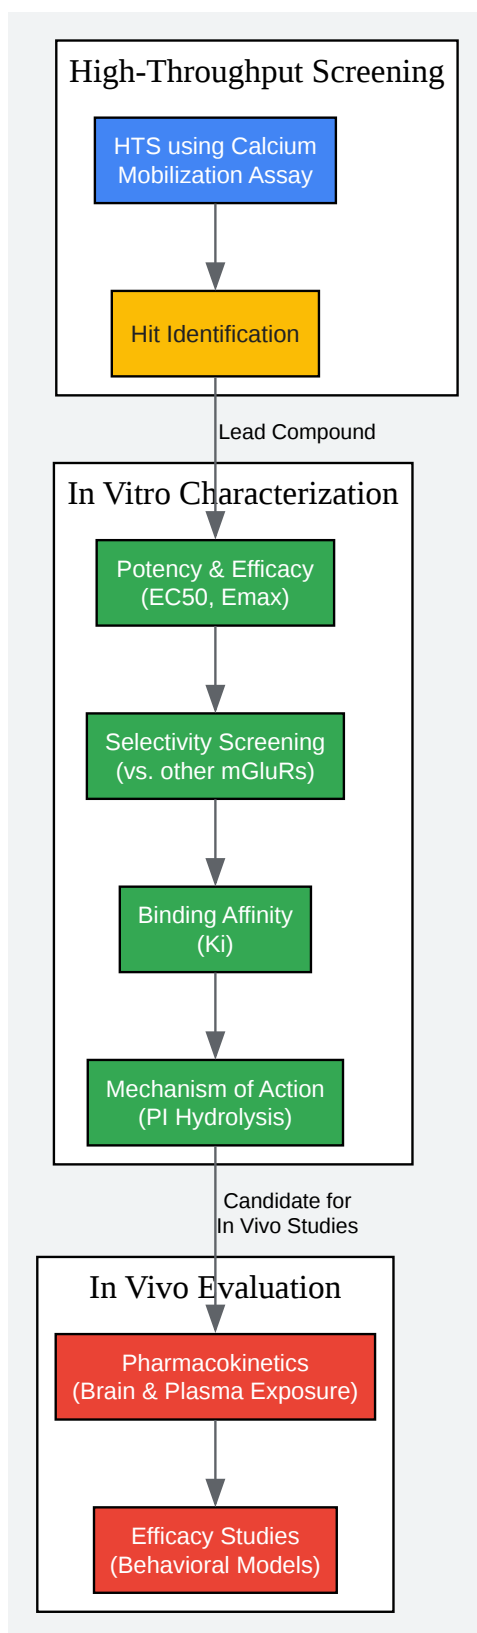 High-Throughput Screening
HTS using Calcium
Mobilization Assay
Hit Identification
Lead Compound
In Vitro Characterization
Potency & Efficacy
(EC50, Emax)
Selectivity Screening
(vs. other mGluRs)
Binding Affinity
(Ki)
Mechanism of Action
(PI Hydrolysis)
Candidate for
In Vivo Studies
In Vivo Evaluation
Pharmacokinetics
(Brain & Plasma Exposure)
Efficacy Studies
(Behavioral Models)